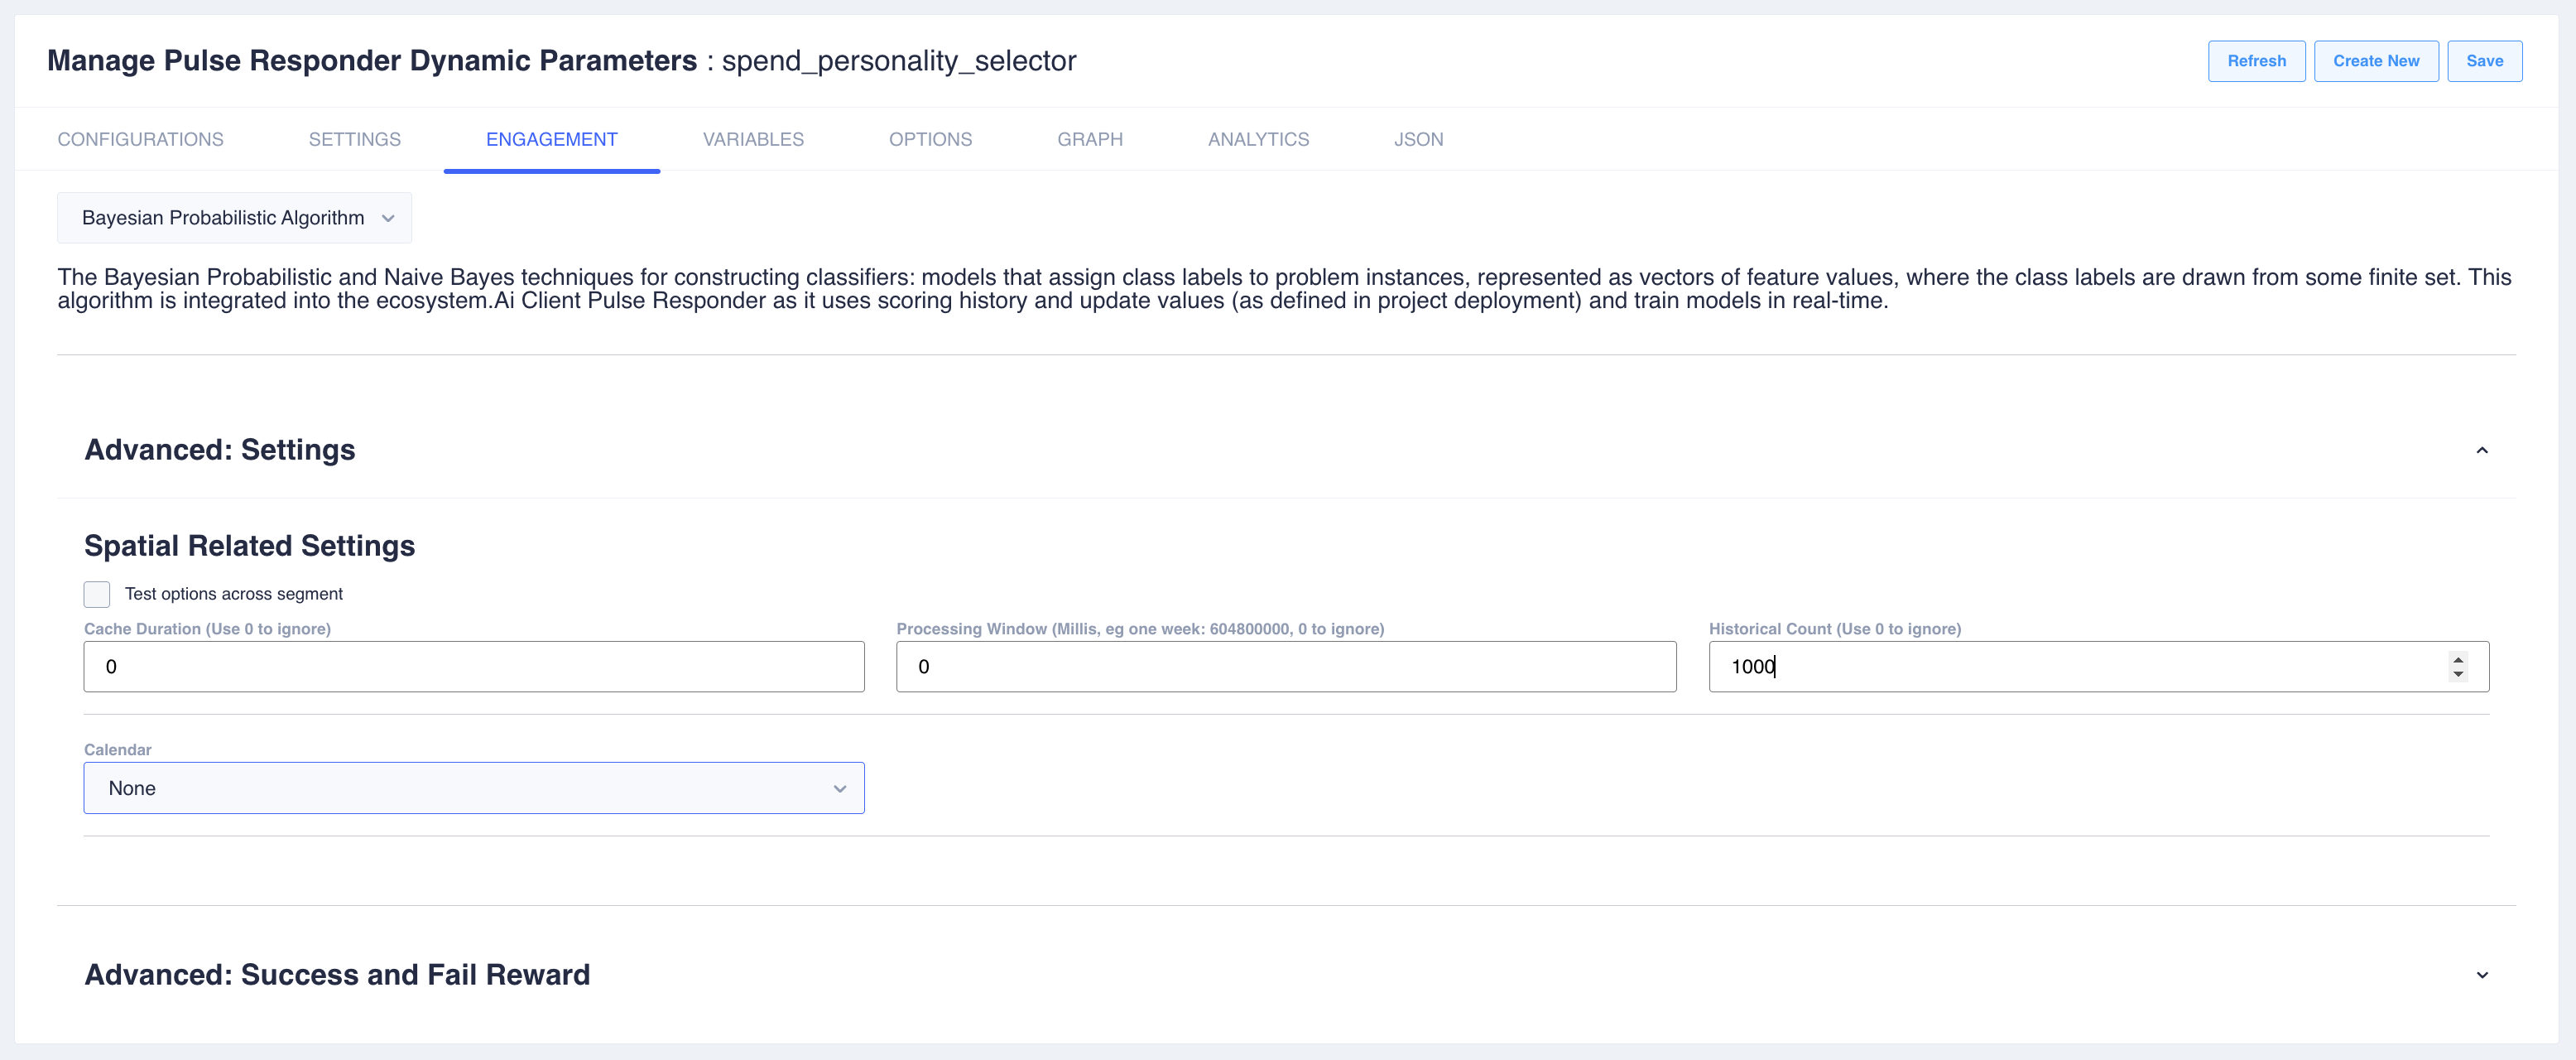 Manage Pulse Responder Dynamic Parameters : spend_personality_selector
Refresh
Create New
Save
CONFIGURATIONS
SETTINGS
ENGAGEMENT
VARIABLES
OPTIONS
GRAPH
ANALYTICS
JSON
Bayesian Probabilistic Algorithm
The Bayesian Probabilistic and Naive Bayes techniques for constructing classifiers: models that assign class labels to problem instances, represented as vectors of feature values, where the class labels are drawn from some finite set. This
algorithm is integrated into the ecosystem.Ai Client Pulse Responder as it uses scoring history and update values (as defined in project deployment) and train models in real-time.
Advanced: Settings
Spatial Related Settings
Test options across segment
Cache Duration (Use 0 to ignore)
0
Processing Window (Millis, eg one week: 604800000, 0 to ignore)
0
Historical Count (Use 0 to ignore)
1000
Calendar
None
Advanced: Success and Fail Reward